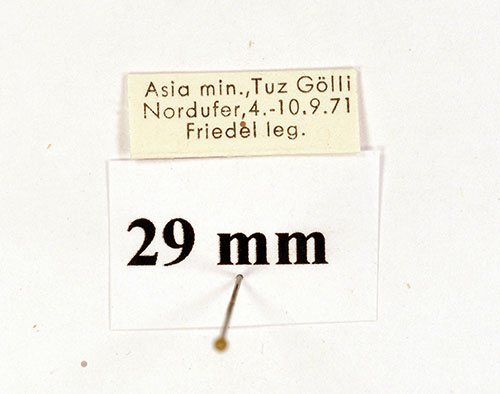 Asia min.,Tuz Gölli
Nordufer,4.-10.9.71
Friedel leg.
29 mm